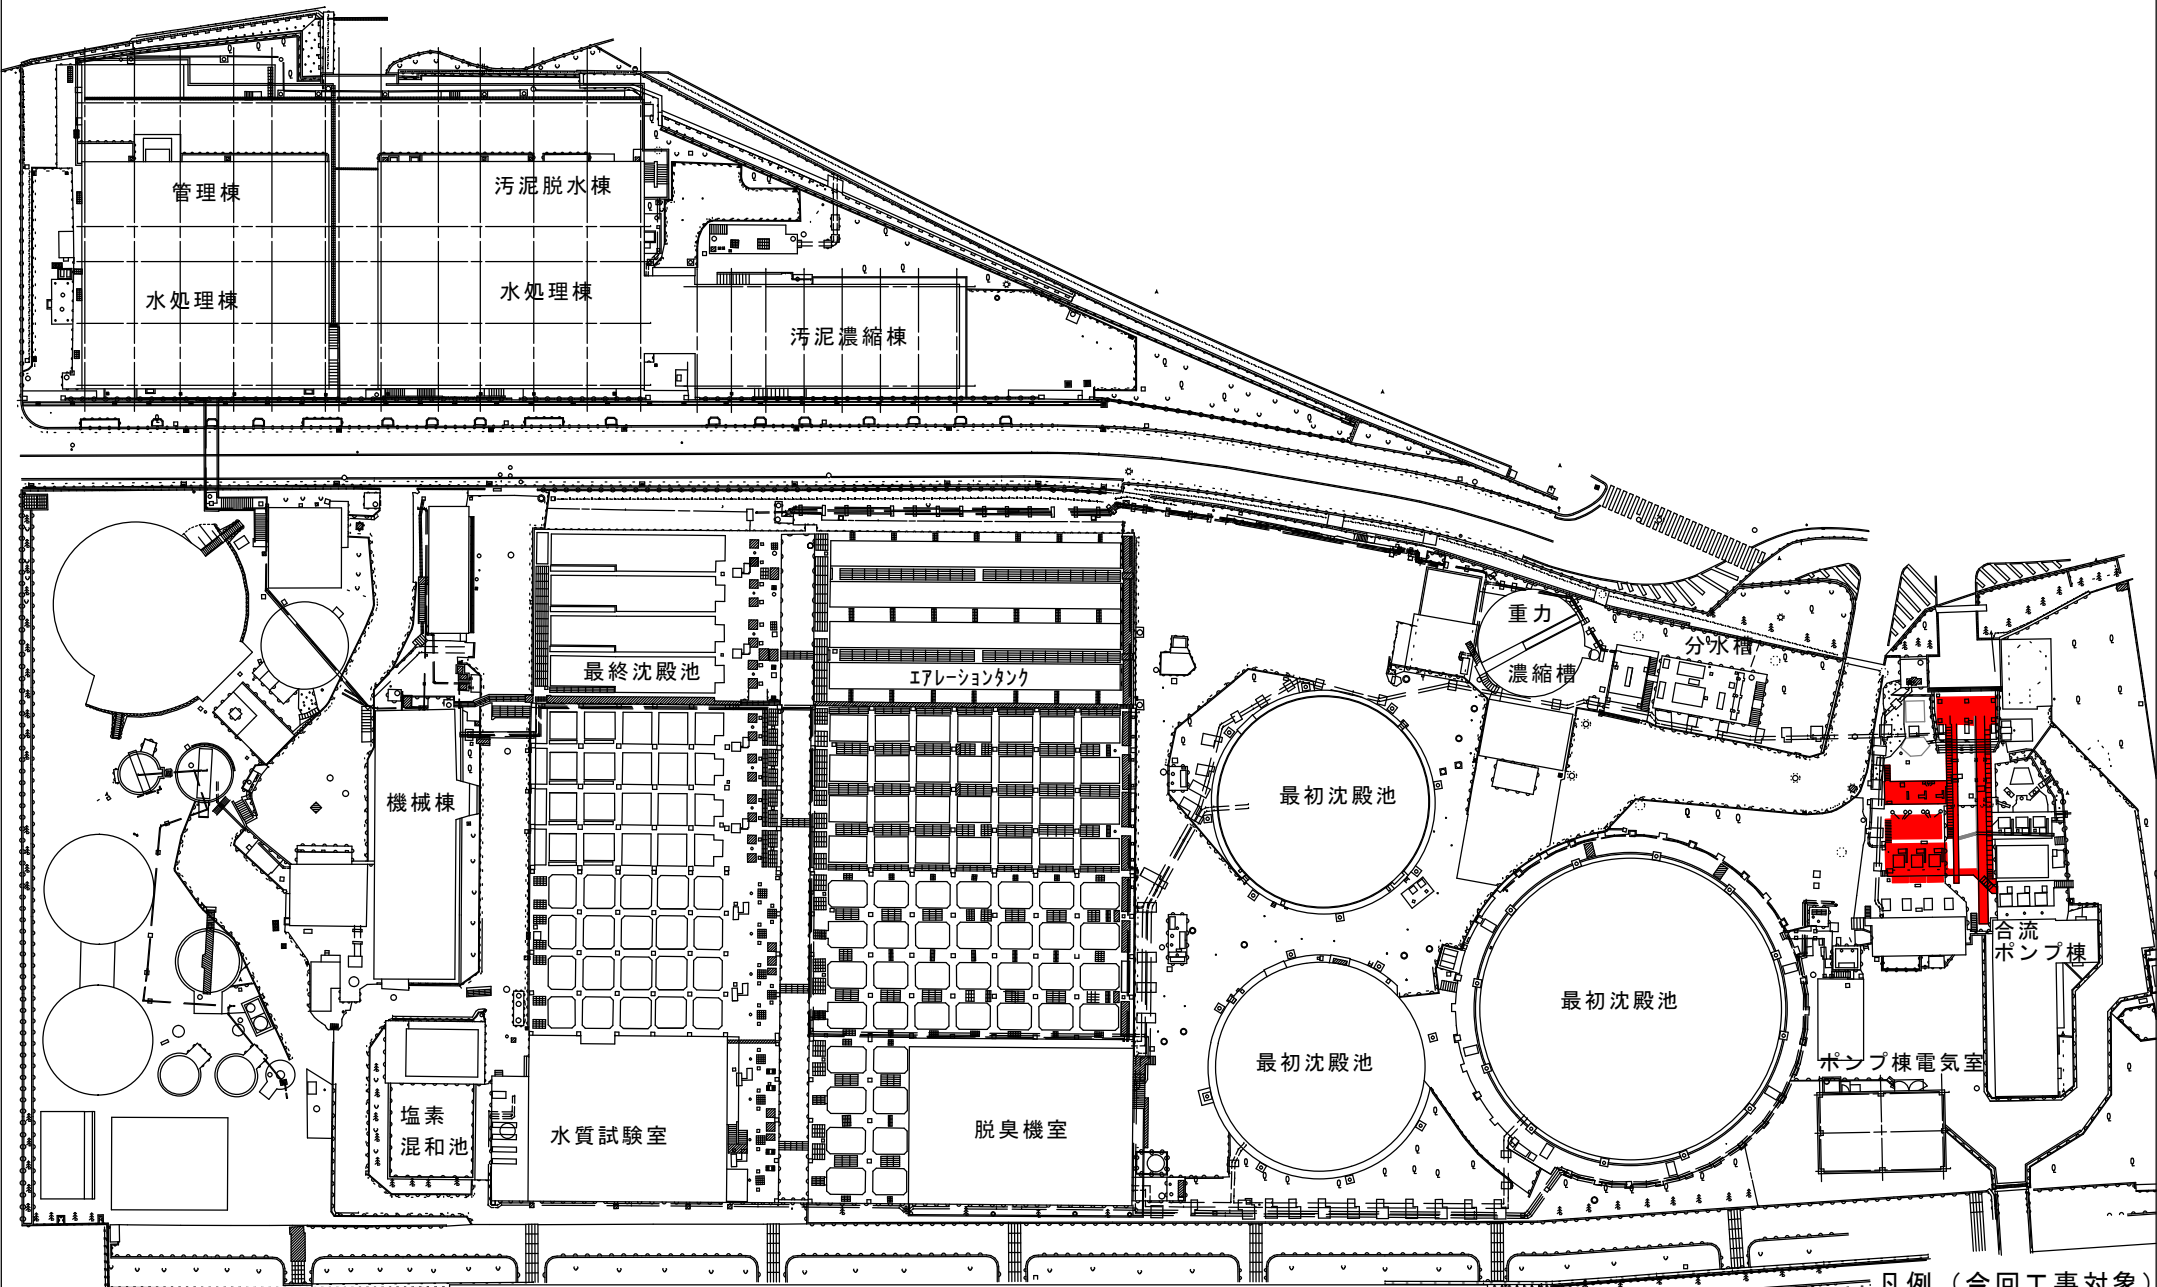 管理棟
汚泥脱水棟
水処理棟
水処理棟
汚泥濃縮棟
重力
濃縮槽
分水槽
最終沈殿池
エアレーションタンク
機械棟
最初沈殿池
合流
ポンプ棟
最初沈殿池
最初沈殿池
ポンプ棟電気室
塩素
混和池
水質試験室
脱臭機室
凡例（今回工事対象）